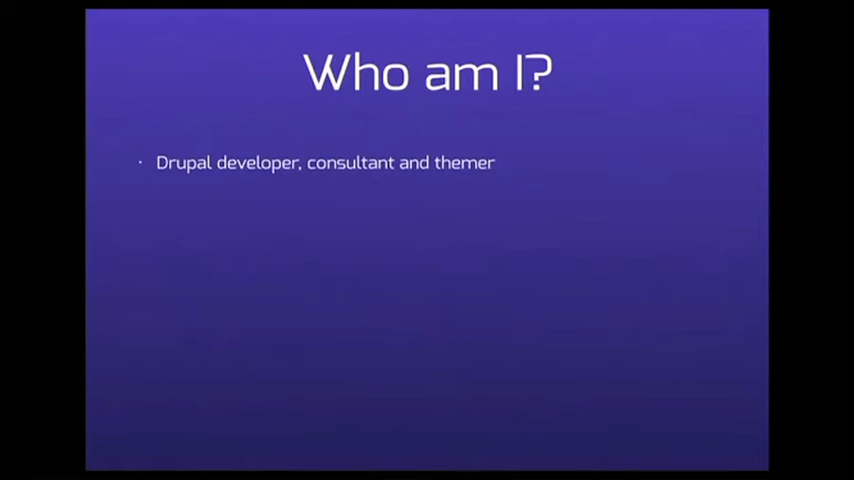 Who am I?
· Drupal developer, consultant and themer